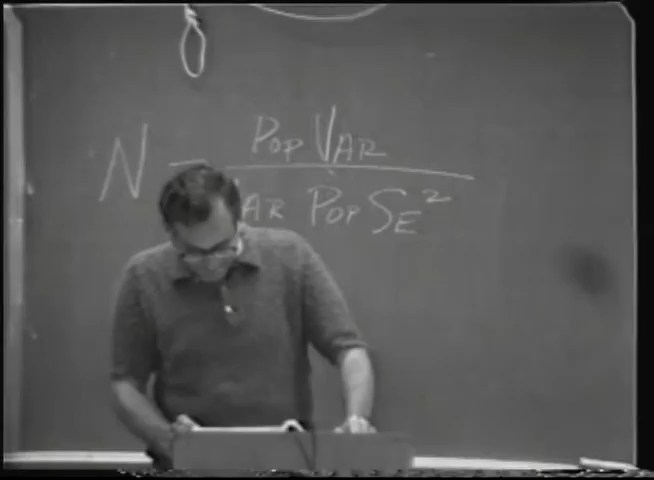 N = POP VAR
AR POP SE²